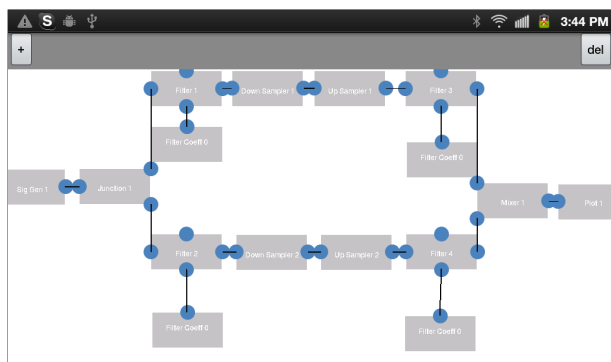 S 3:44 PM
+ del
Filter 1 Down Sampler 1 Up Sampler 1 Filter 3
Filter Coeff 0
Filter Coeff 0
Sig Gen 1 Junction 1 Mixer 1 Plot 1
Filter 2 Down Sampler 2 Up Sampler 2 Filter 4
Filter Coeff 0
Filter Coeff 0